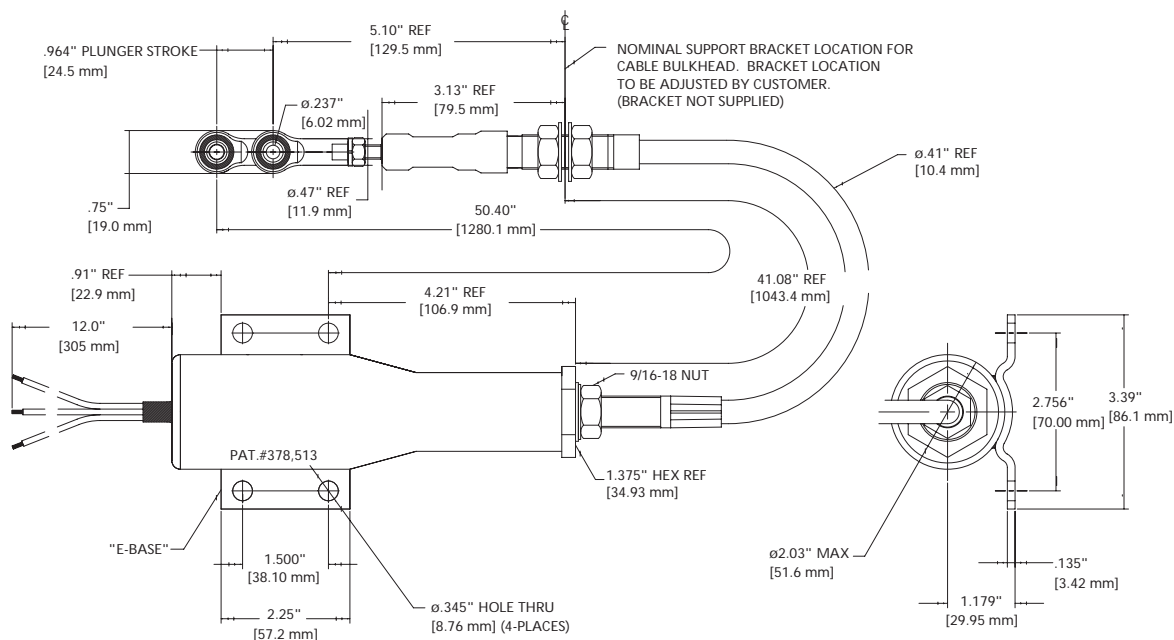 ℄
5.10" REF
[129.5 mm]
.964" PLUNGER STROKE
[24.5 mm]
NOMINAL SUPPORT BRACKET LOCATION FOR
CABLE BULKHEAD. BRACKET LOCATION
TO BE ADJUSTED BY CUSTOMER.
(BRACKET NOT SUPPLIED)
3.13" REF
[79.5 mm]
ø.237"
[6.02 mm]
ø.41" REF
[10.4 mm]
ø.47" REF
[11.9 mm]
.75"
[19.0 mm]
50.40"
[1280.1 mm]
.91" REF
[22.9 mm]
4.21" REF
[106.9 mm]
41.08" REF
[1043.4 mm]
12.0"
[305 mm]
9/16-18 NUT
2.756"
[70.00 mm]
3.39"
[86.1 mm]
PAT.#378,513
1.375" HEX REF
[34.93 mm]
"E-BASE"
1.500"
[38.10 mm]
ø2.03" MAX
[51.6 mm]
.135"
[3.42 mm]
1.179"
[29.95 mm]
2.25"
[57.2 mm]
ø.345" HOLE THRU
[8.76 mm] (4-PLACES)